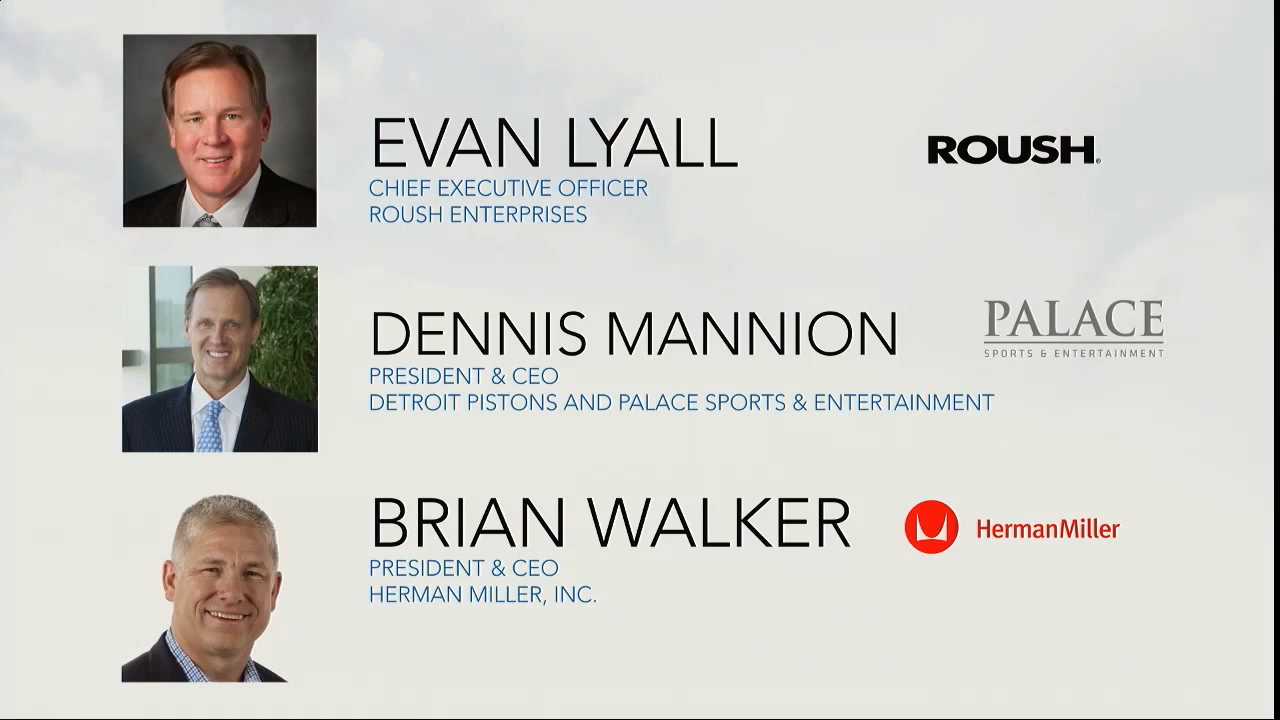 EVAN LYALL
CHIEF EXECUTIVE OFFICER
ROUSH ENTERPRISES
ROUSH®
DENNIS MANNION
PRESIDENT & CEO
DETROIT PISTONS AND PALACE SPORTS & ENTERTAINMENT
PALACE
SPORTS & ENTERTAINMENT
BRIAN WALKER
PRESIDENT & CEO
HERMAN MILLER, INC.
HermanMiller